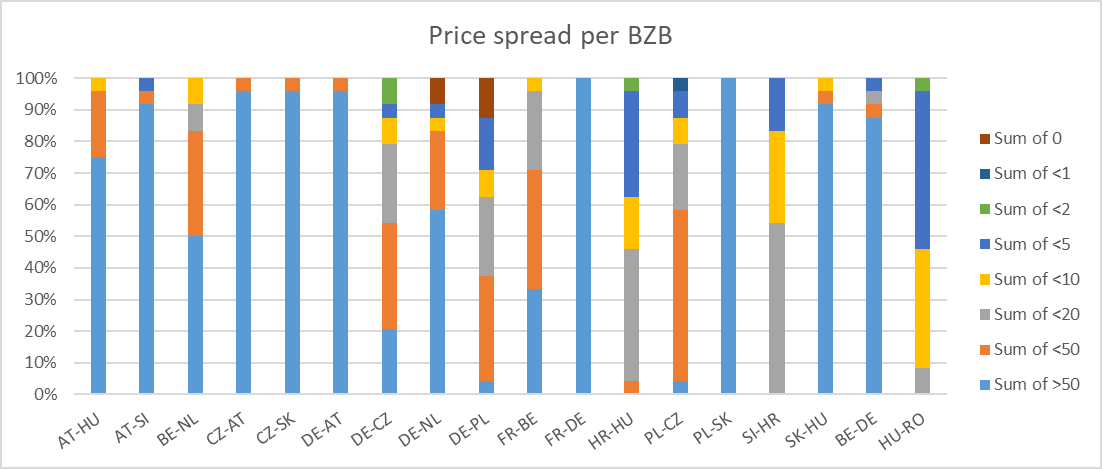 Price spread per BZB
100%
90%
80%
70%
60%
50%
40%
30%
20%
10%
0%
AT-HU
AT-SI
BE-NL
CZ-AT
CZ-SK
DE-AT
DE-CZ
DE-NL
DE-PL
FR-BE
FR-DE
HR-HU
PL-CZ
PL-SK
SI-HR
SK-HU
BE-DE
HU-RO
Sum of 0
Sum of <1
Sum of <2
Sum of <5
Sum of <10
Sum of <20
Sum of <50
Sum of >50